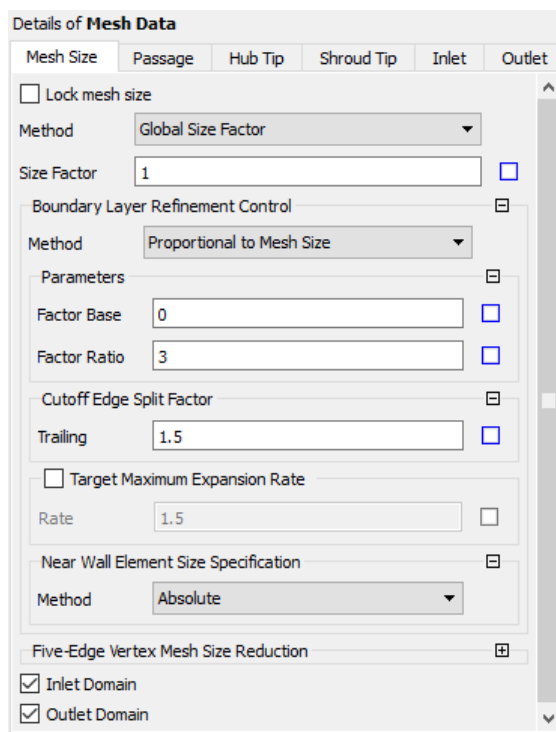 Details of Mesh Data
Mesh Size Passage Hub Tip Shroud Tip Inlet Outlet
Lock mesh size
Method Global Size Factor
Size Factor 1
Boundary Layer Refinement Control
Method Proportional to Mesh Size
Parameters
Factor Base 0
Factor Ratio 3
Cutoff Edge Split Factor
Trailing 1.5
Target Maximum Expansion Rate
Rate 1.5
Near Wall Element Size Specification
Method Absolute
Five-Edge Vertex Mesh Size Reduction
Inlet Domain
Outlet Domain